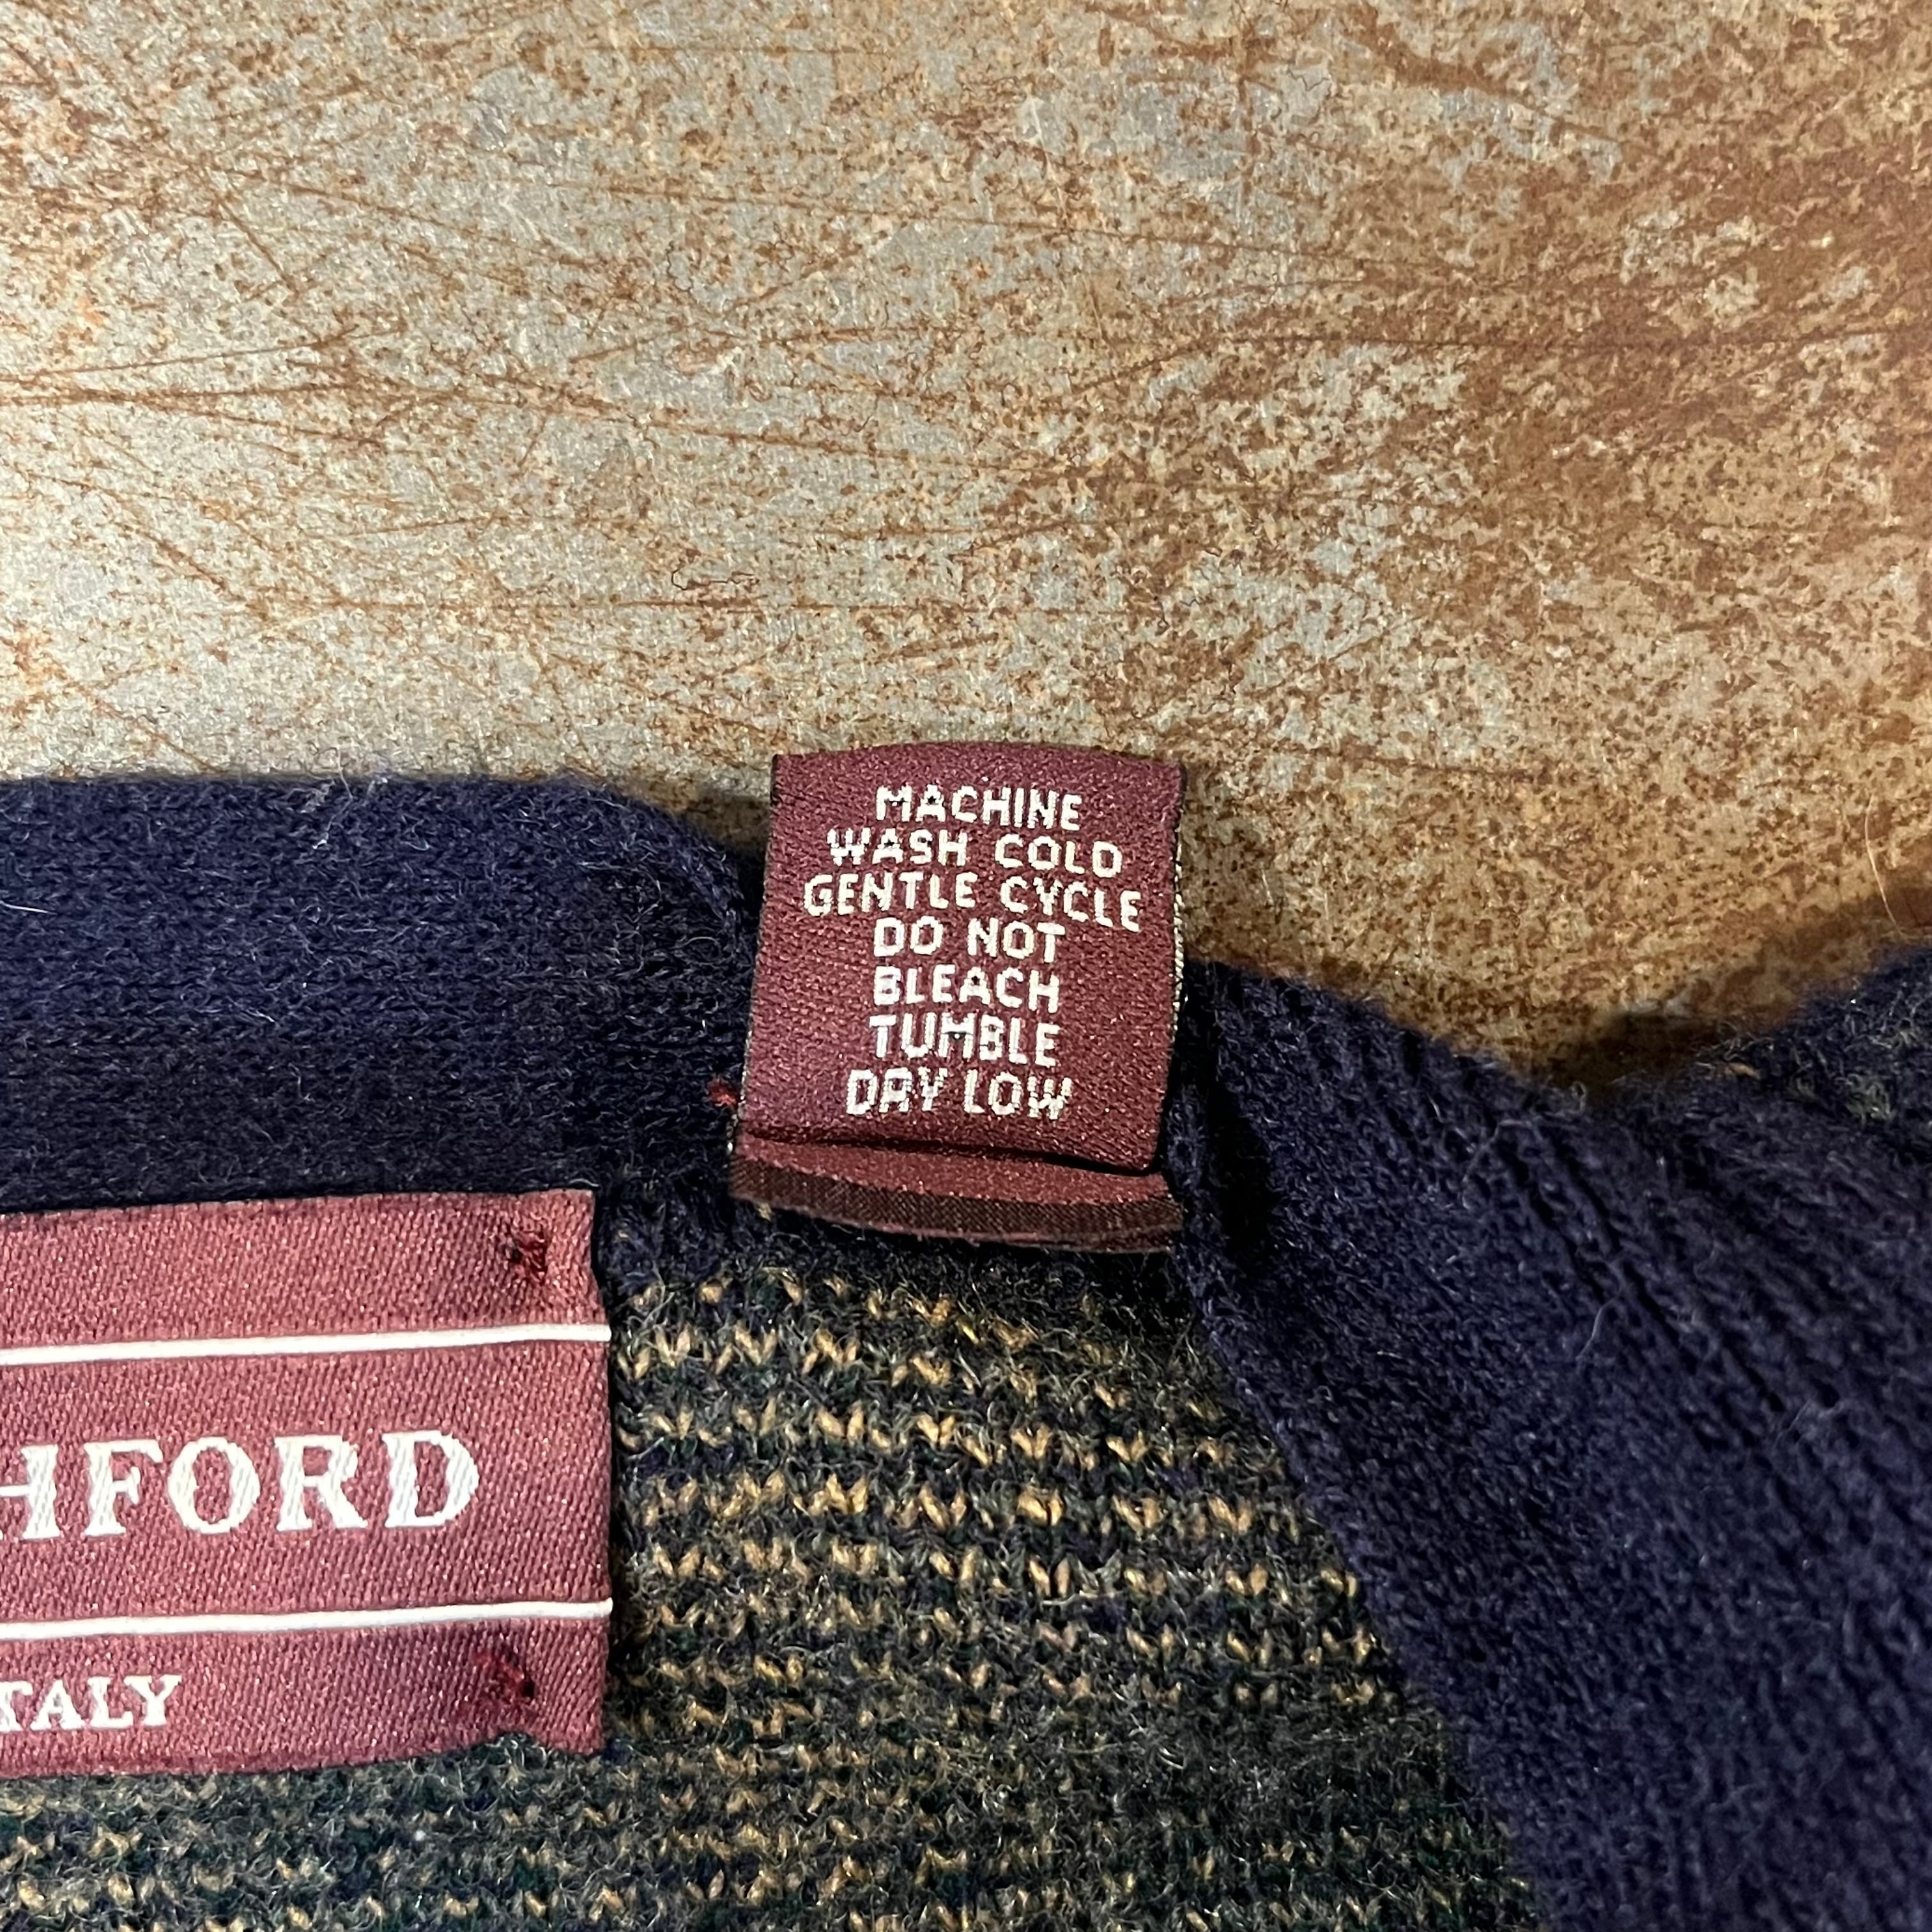 MACHINE
WASH COLD
GENTLE CYCLE
DO NOT
BLEACH
TUMBLE
DRY LOW
HFORD
TALY